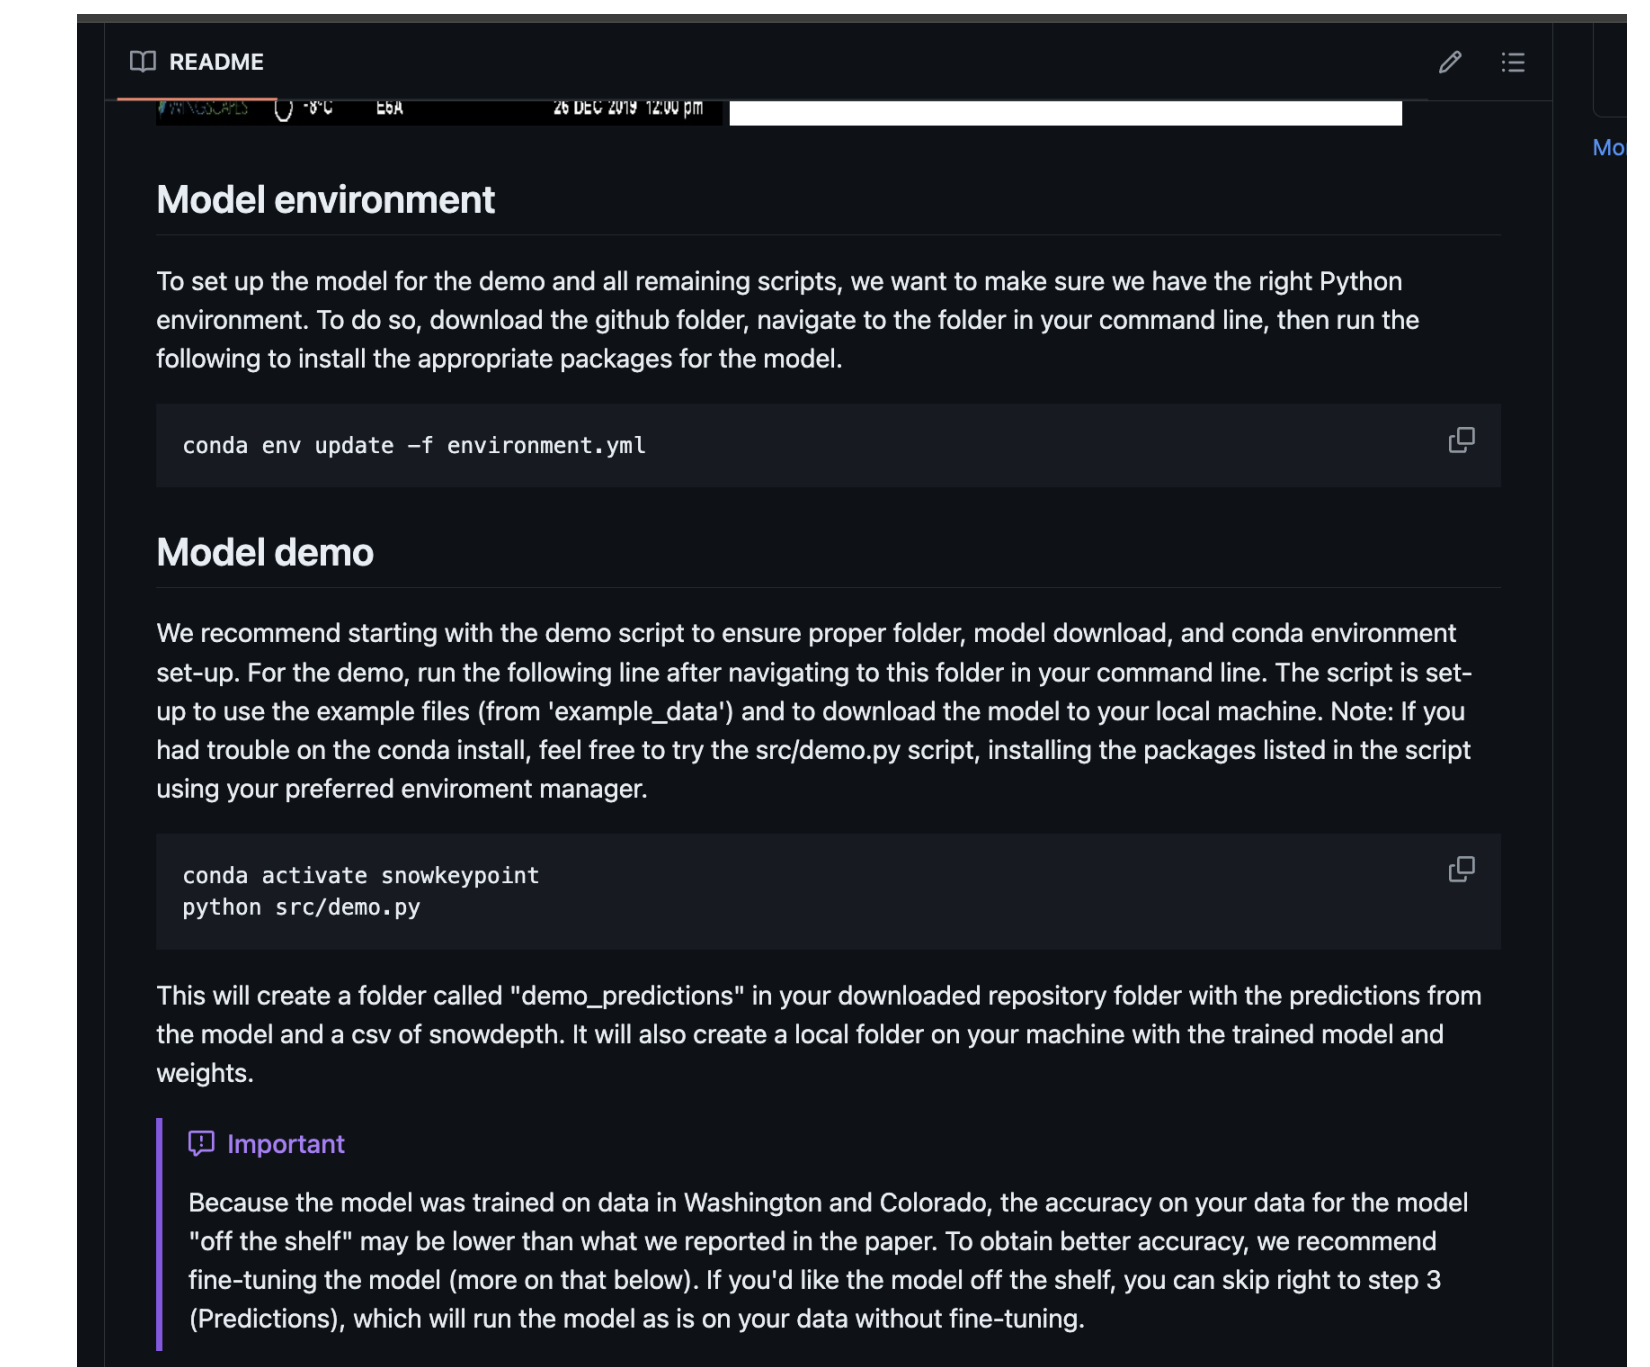 README
WINGSCAPES -8°C E6A 26 DEC 2019 12:00 pm
Model environment
To set up the model for the demo and all remaining scripts, we want to make sure we have the right Python
environment. To do so, download the github folder, navigate to the folder in your command line, then run the
following to install the appropriate packages for the model.
conda env update -f environment.yml
Model demo
We recommend starting with the demo script to ensure proper folder, model download, and conda environment
set-up. For the demo, run the following line after navigating to this folder in your command line. The script is set-
up to use the example files (from 'example_data') and to download the model to your local machine. Note: If you
had trouble on the conda install, feel free to try the src/demo.py script, installing the packages listed in the script
using your preferred enviroment manager.
conda activate snowkeypoint
python src/demo.py
This will create a folder called "demo_predictions" in your downloaded repository folder with the predictions from
the model and a csv of snowdepth. It will also create a local folder on your machine with the trained model and
weights.
Important
Because the model was trained on data in Washington and Colorado, the accuracy on your data for the model
"off the shelf" may be lower than what we reported in the paper. To obtain better accuracy, we recommend
fine-tuning the model (more on that below). If you'd like the model off the shelf, you can skip right to step 3
(Predictions), which will run the model as is on your data without fine-tuning.